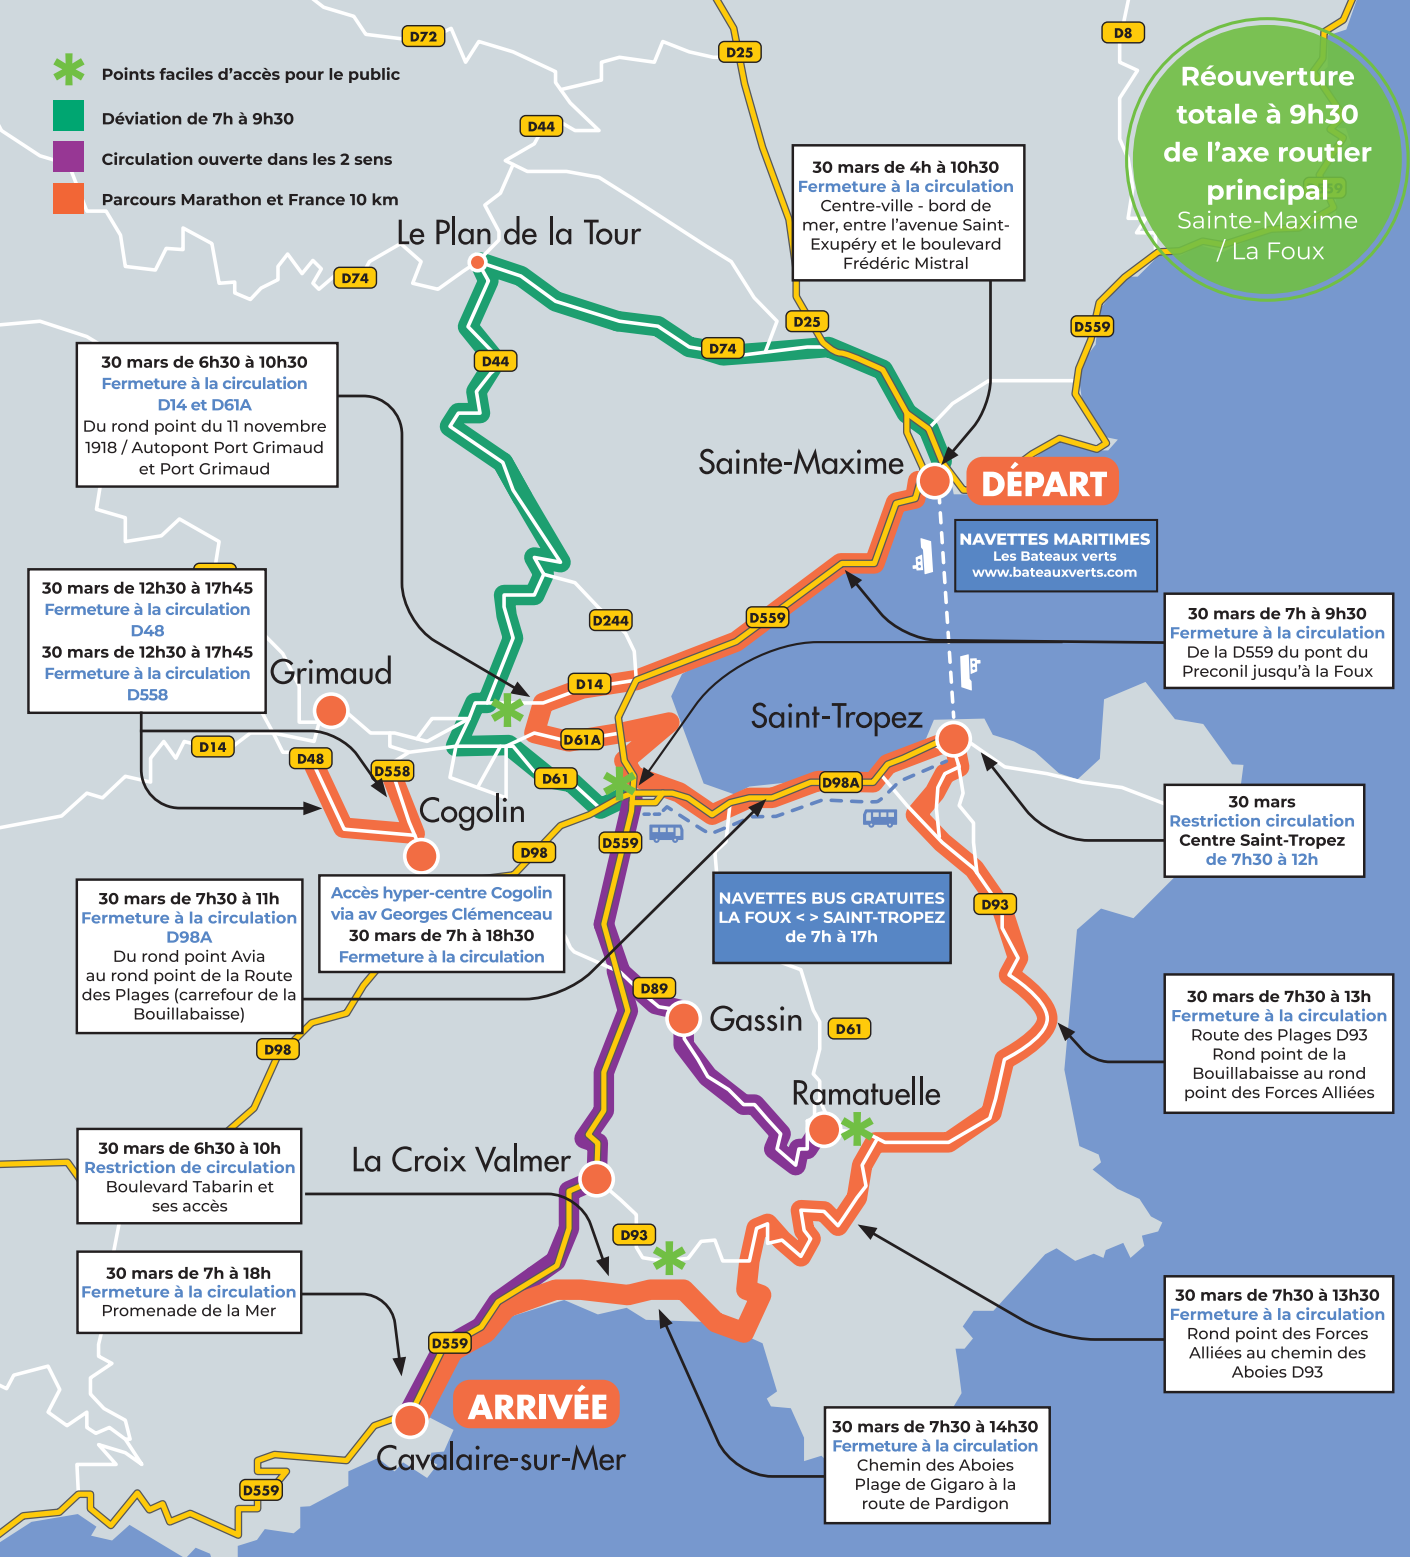 Points faciles d'accès pour le public
Déviation de 7h à 9h30
Circulation ouverte dans les 2 sens
Parcours Marathon et France 10 km
D72
D25
D8
D44
Réouverture
totale à 9h30
de l'axe routier
principal
Sainte-Maxime
/ La Foux
30 mars de 4h à 10h30
Fermeture à la circulation
Centre-ville - bord de
mer, entre l'avenue Saint-
Exupéry et le boulevard
Frédéric Mistral
Le Plan de la Tour
D74
D25
D559
D74
D44
30 mars de 6h30 à 10h30
Fermeture à la circulation
D14 et D61A
Du rond point du 11 novembre
1918 / Autopont Port Grimaud
et Port Grimaud
Sainte-Maxime
DÉPART
NAVETTES MARITIMES
Les Bateaux verts
www.bateauxverts.com
30 mars de 12h30 à 17h45
Fermeture à la circulation
D48
30 mars de 12h30 à 17h45
Fermeture à la circulation
D558
D244
D559
30 mars de 7h à 9h30
Fermeture à la circulation
De la D559 du pont du
Preconil jusqu'à la Foux
Grimaud
D14
Saint-Tropez
D14
D61A
D48
D558
D61
D98A
Cogolin
D98
D559
30 mars
Restriction circulation
Centre Saint-Tropez
de 7h30 à 12h
30 mars de 7h30 à 11h
Fermeture à la circulation
D98A
Du rond point Avia
au rond point de la Route
des Plages (carrefour de la
Bouillabaisse)
Accès hyper-centre Cogolin
via av Georges Clémenceau
30 mars de 7h à 18h30
Fermeture à la circulation
NAVETTES BUS GRATUITES
LA FOUX < > SAINT-TROPEZ
de 7h à 17h
D93
D89
Gassin
D61
D98
30 mars de 7h30 à 13h
Fermeture à la circulation
Route des Plages D93
Rond point de la
Bouillabaisse au rond
point des Forces Alliées
Ramatuelle
30 mars de 6h30 à 10h
Restriction de circulation
Boulevard Tabarin et
ses accès
La Croix Valmer
D93
30 mars de 7h à 18h
Fermeture à la circulation
Promenade de la Mer
30 mars de 7h30 à 13h30
Fermeture à la circulation
Rond point des Forces
Alliées au chemin des
Aboies D93
D559
ARRIVÉE
Cavalaire-sur-Mer
30 mars de 7h30 à 14h30
Fermeture à la circulation
Chemin des Aboies
Plage de Gigaro à la
route de Pardigon
D559